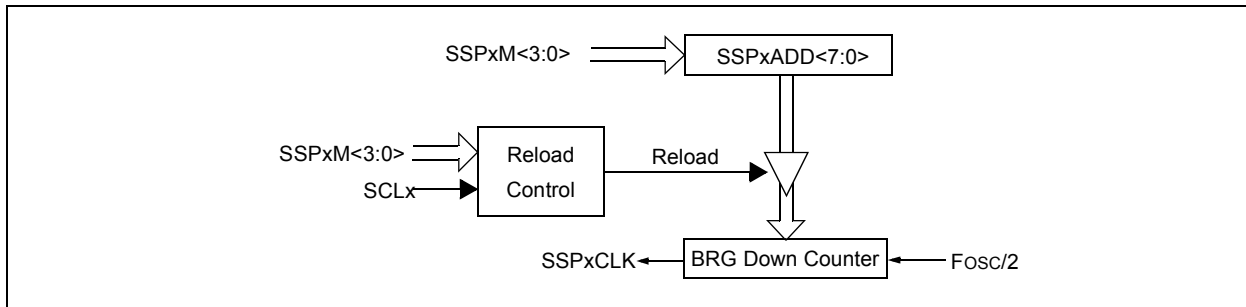 SSPxM<3:0>
SSPxADD<7:0>
SSPxM<3:0>
SCLx
Reload
Control
Reload
SSPxCLK
BRG Down Counter
FOSC/2